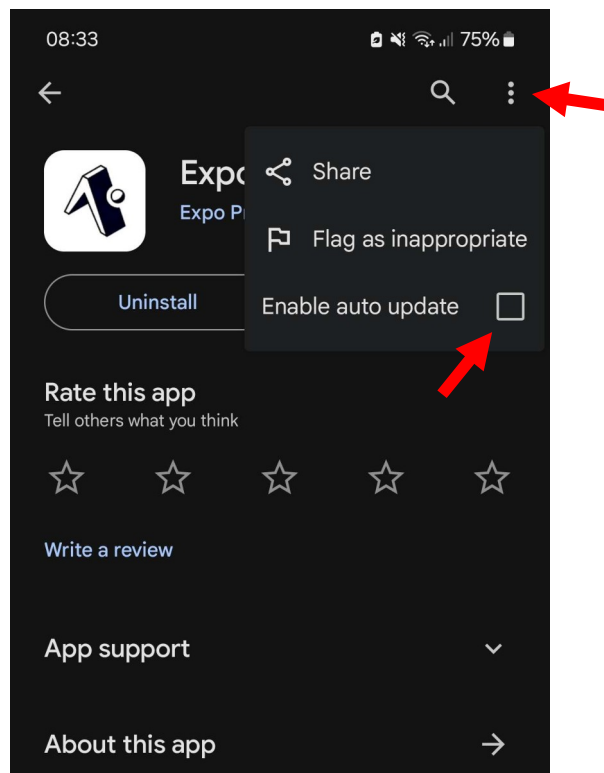 08:33 75%
Expo
Expo P
Share
Flag as inappropriate
Uninstall
Enable auto update
Rate this app
Tell others what you think
Write a review
App support
About this app